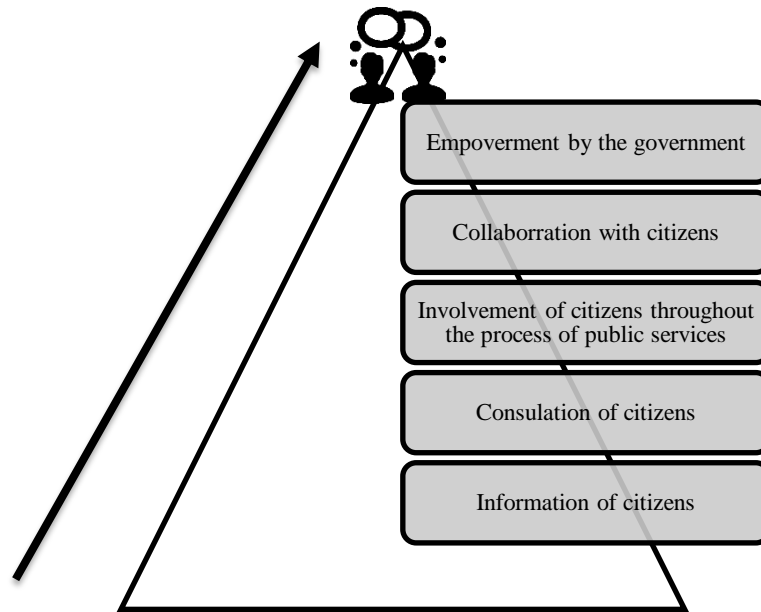 Empoverment by the government
Collaborration with citizens
Involvement of citizens throughout
the process of public services
Consulation of citizens
Information of citizens